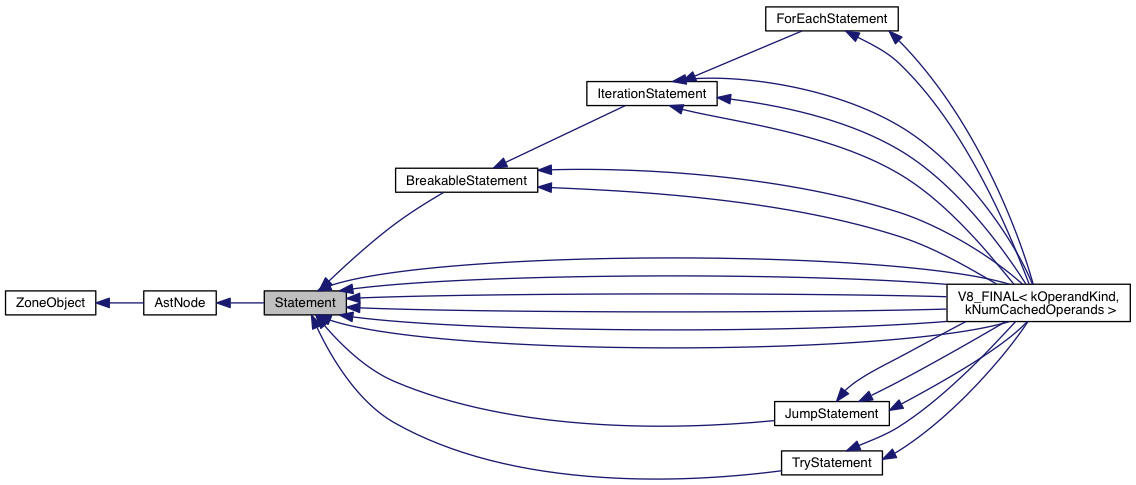 ForEachStatement
IterationStatement
BreakableStatement
ZoneObject
AstNode
Statement
V8_FINAL< kOperandKind,
kNumCachedOperands >
JumpStatement
TryStatement